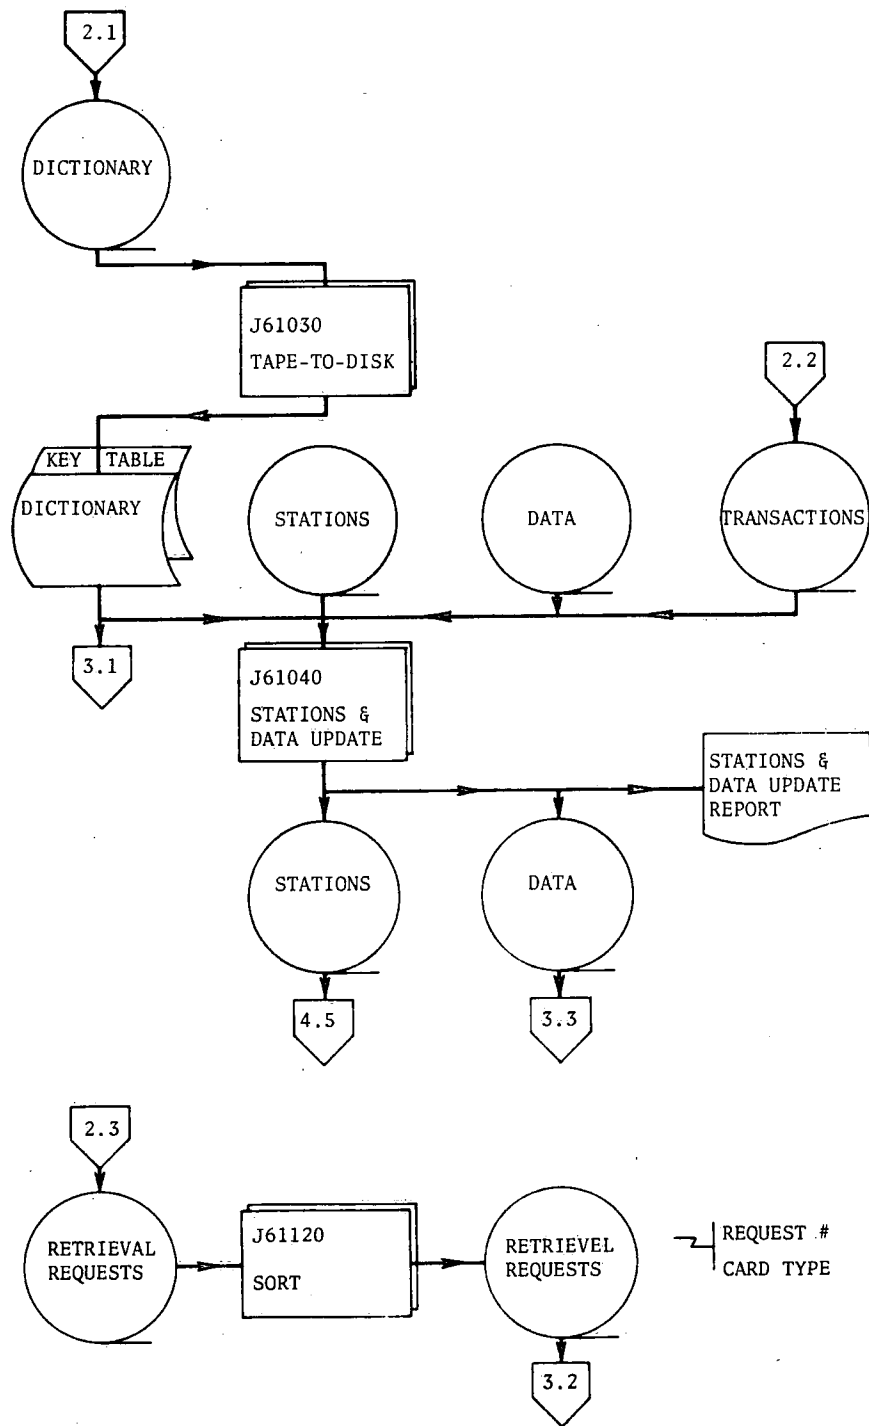 2.1
DICTIONARY
J61030
TAPE-TO-DISK
2.2
KEY TABLE
DICTIONARY
STATIONS
DATA
TRANSACTIONS
3.1
J61040
STATIONS &
DATA UPDATE
STATIONS &
DATA UPDATE
REPORT
STATIONS
DATA
4.5
3.3
2.3
RETRIEVAL
REQUESTS
J61120
SORT
RETRIEVEL
REQUESTS
REQUEST #
CARD TYPE
3.2